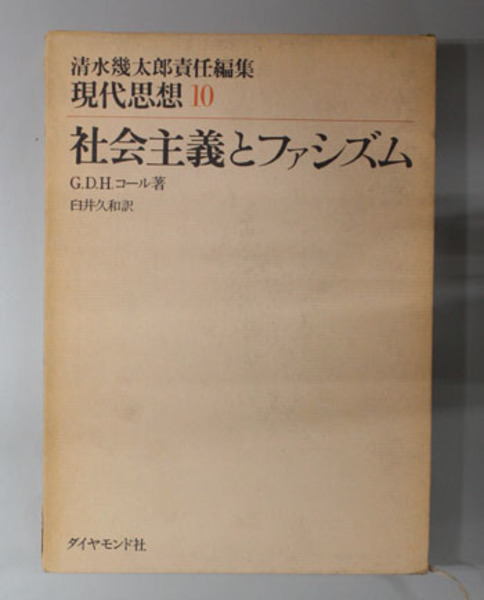 清水幾太郎責任編集
現代思想 10
社会主義とファシズム
G.D.H.コール著
臼井久和訳
ダイヤモンド社